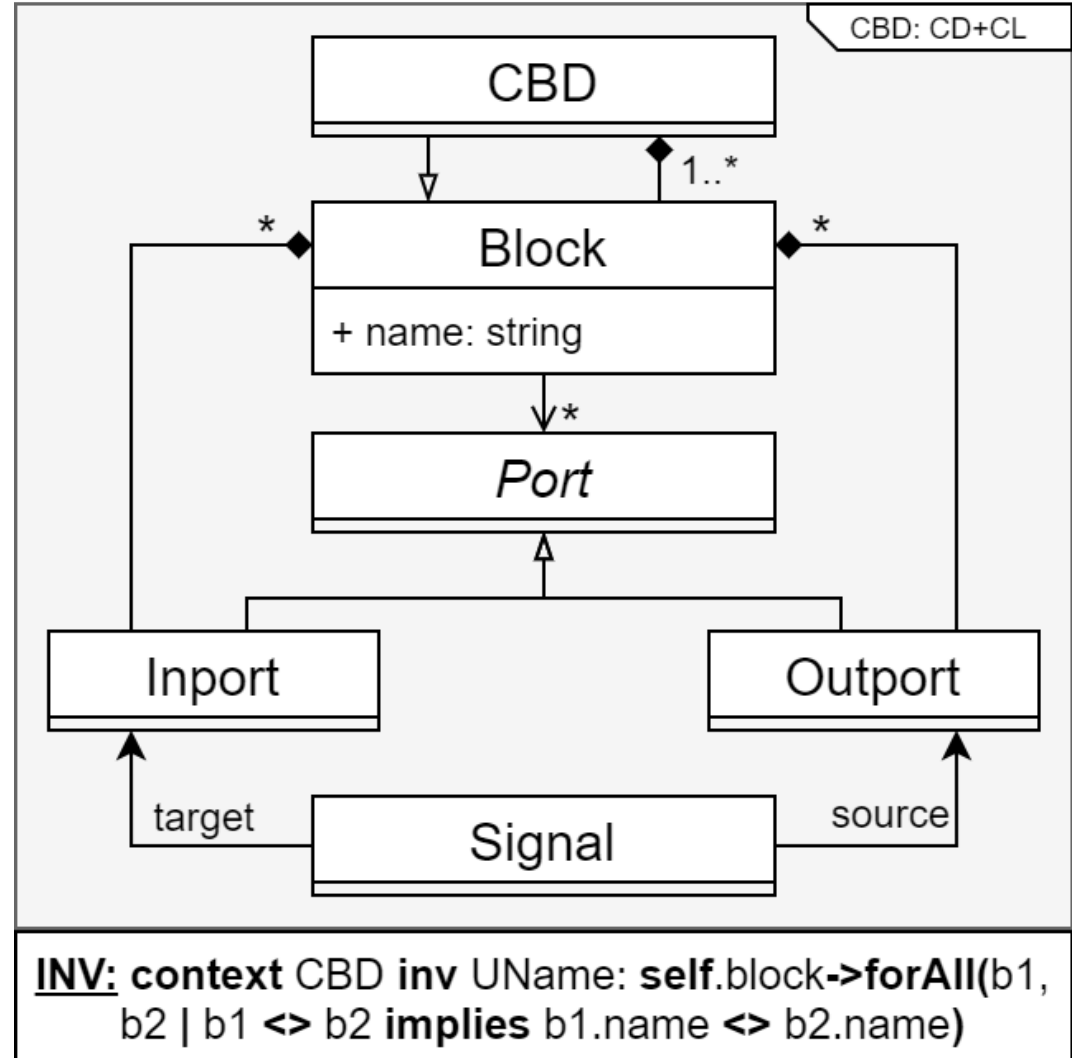 CBD: CD+CL
CBD
1..*
*
*
Block
+ name: string
*
Port
Inport
Outport
target
source
Signal
INV: context CBD inv UName: self.block->forAll(b1,
b2 | b1 <> b2 implies b1.name <> b2.name)